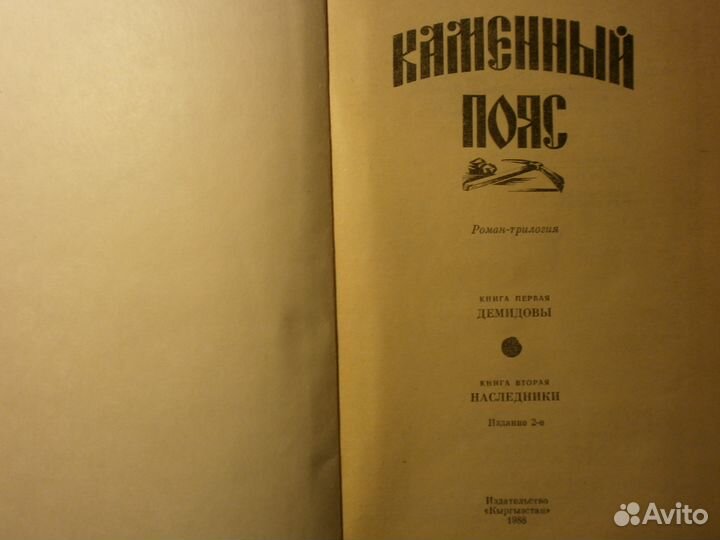 КАМЕННЫЙ
ПОЯС
Роман-трилогия
КНИГА ПЕРВАЯ
ДЕМИДОВЫ
КНИГА ВТОРАЯ
НАСЛЕДНИКИ
Издание 2-е
Издательство
«Кыргызстан»
1988
Avito